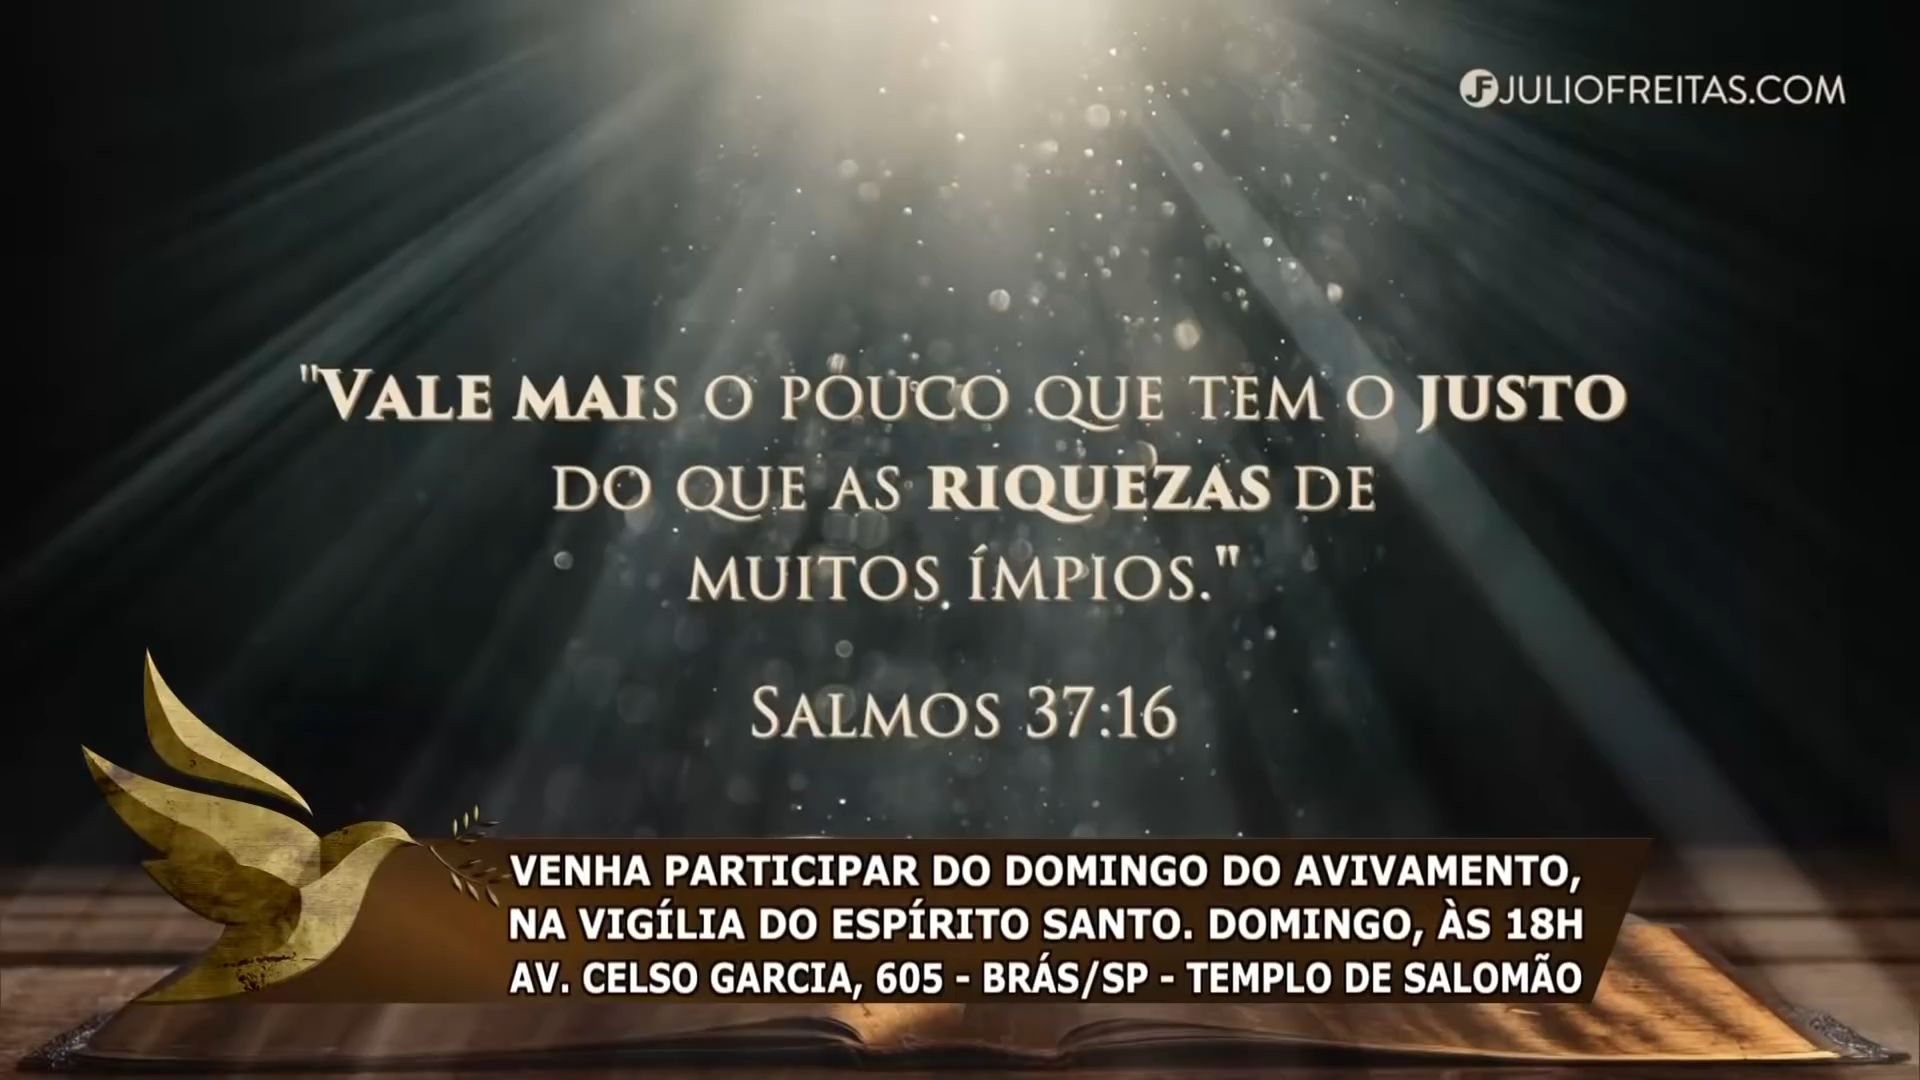 JF JULIOFREITAS.COM
"VALE MAIS O POUCO QUE TEM O JUSTO
DO QUE AS RIQUEZAS DE
MUITOS ÍMPIOS."
SALMOS 37:16
VENHA PARTICIPAR DO DOMINGO DO AVIVAMENTO,
NA VIGÍLIA DO ESPÍRITO SANTO. DOMINGO, ÀS 18H
AV. CELSO GARCIA, 605 - BRÁS/SP - TEMPLO DE SALOMÃO